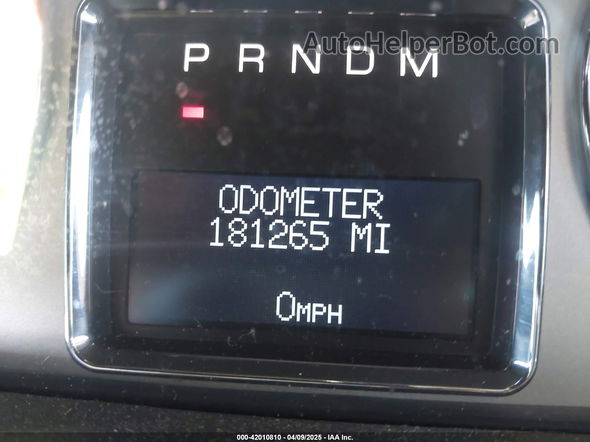 AutoHelperBot.com
P R N D M
ODOMETER
181265 MI
0MPH
000-42010810 - 04/09/2025 - IAA Inc.